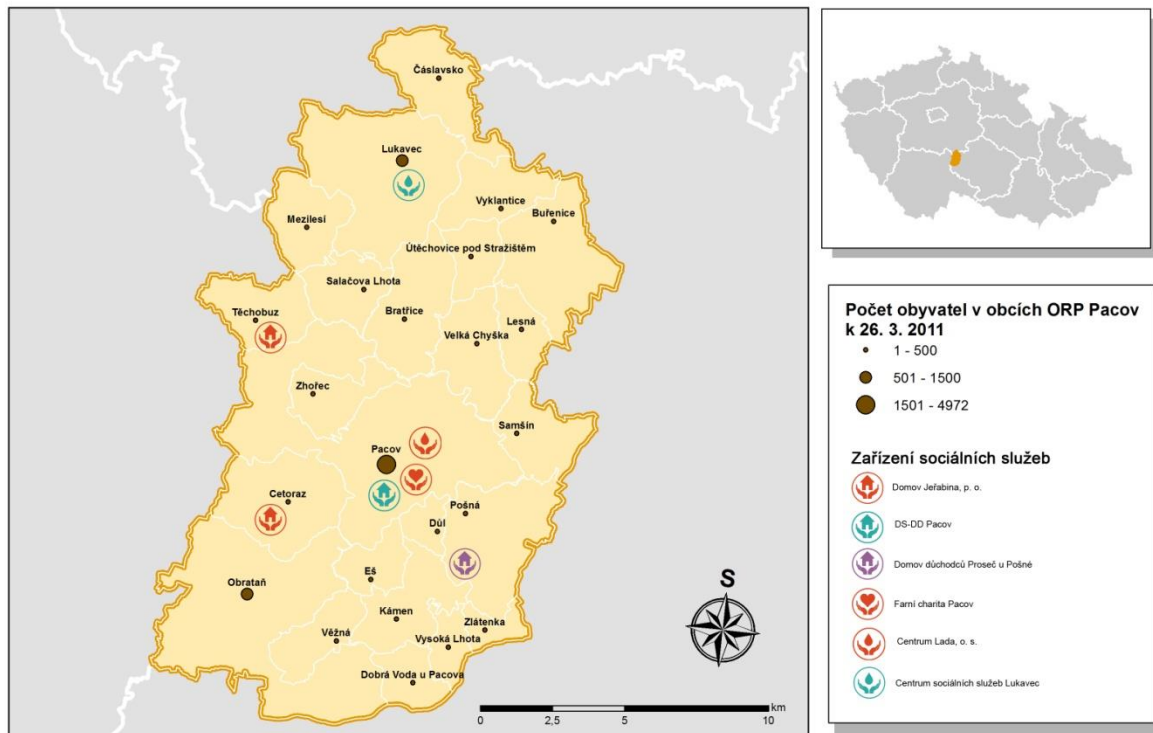 Čáslavsko
Lukavec
Vyklantice
Buřenice
Mezilesí
Útěchovice pod Stražištěm
Salačova Lhota
Těchobuz
Bratřice
Lesná
Velká Chyška
Zhořec
Samšín
Pacov
Cetoraz
Pošná
Důl
Eš
Obrataň
Kámen
Zlátenka
Věžná
Vysoká Lhota
Dobrá Voda u Pacova
S
km
0 2,5 5 10
Počet obyvatel v obcích ORP Pacov
k 26. 3. 2011
1 - 500
501 - 1500
1501 - 4972
Zařízení sociálních služeb
Domov Jeřabina, p. o.
DS-DD Pacov
Domov důchodců Proseč u Pošné
Farní charita Pacov
Centrum Lada, o. s.
Centrum sociálních služeb Lukavec